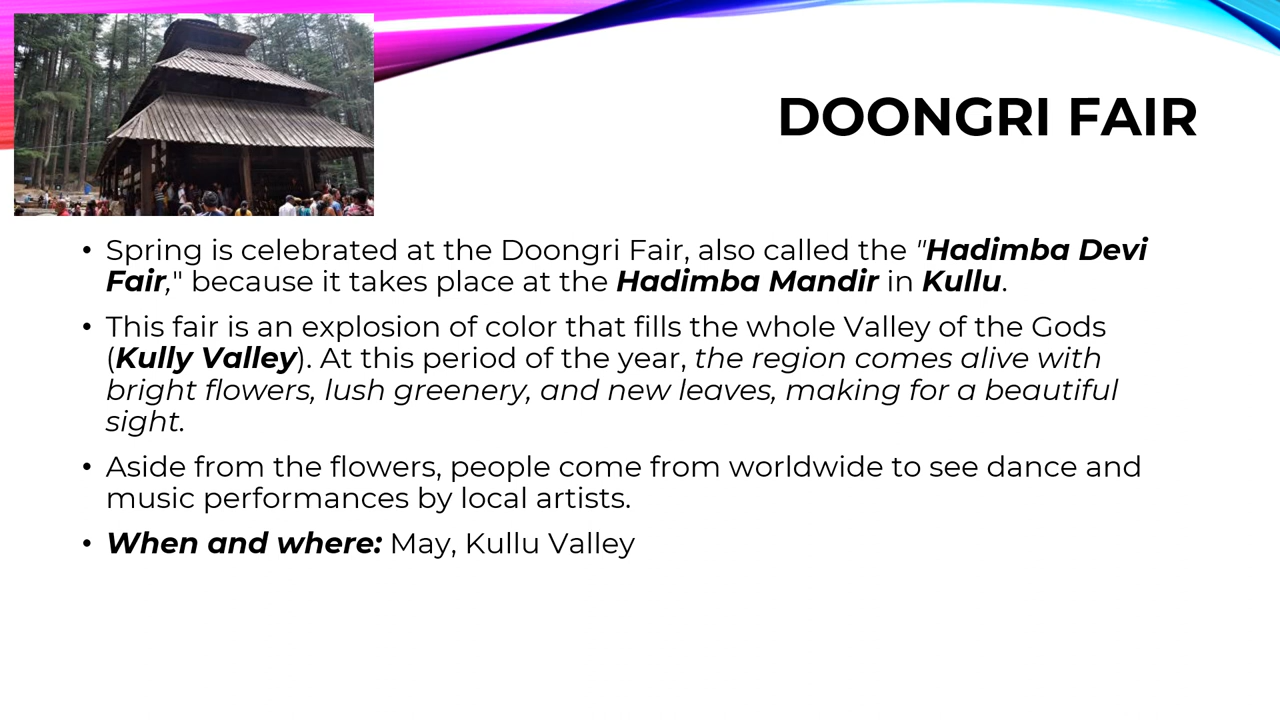 DOONGRI FAIR
• Spring is celebrated at the Doongri Fair, also called the "Hadimba Devi
Fair," because it takes place at the Hadimba Mandir in Kullu.
• This fair is an explosion of color that fills the whole Valley of the Gods
(Kully Valley). At this period of the year, the region comes alive with
bright flowers, lush greenery, and new leaves, making for a beautiful
sight.
• Aside from the flowers, people come from worldwide to see dance and
music performances by local artists.
• When and where: May, Kullu Valley